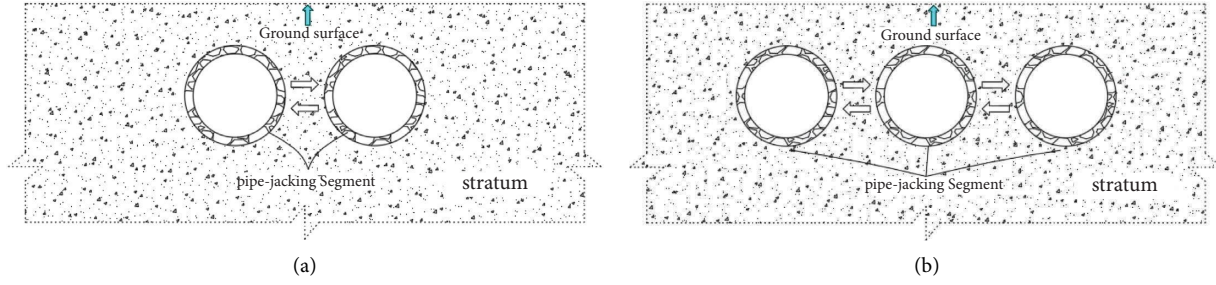 Ground surface
pipe-jacking Segment
stratum
(a)
Ground surface
pipe-jacking Segment
stratum
(b)